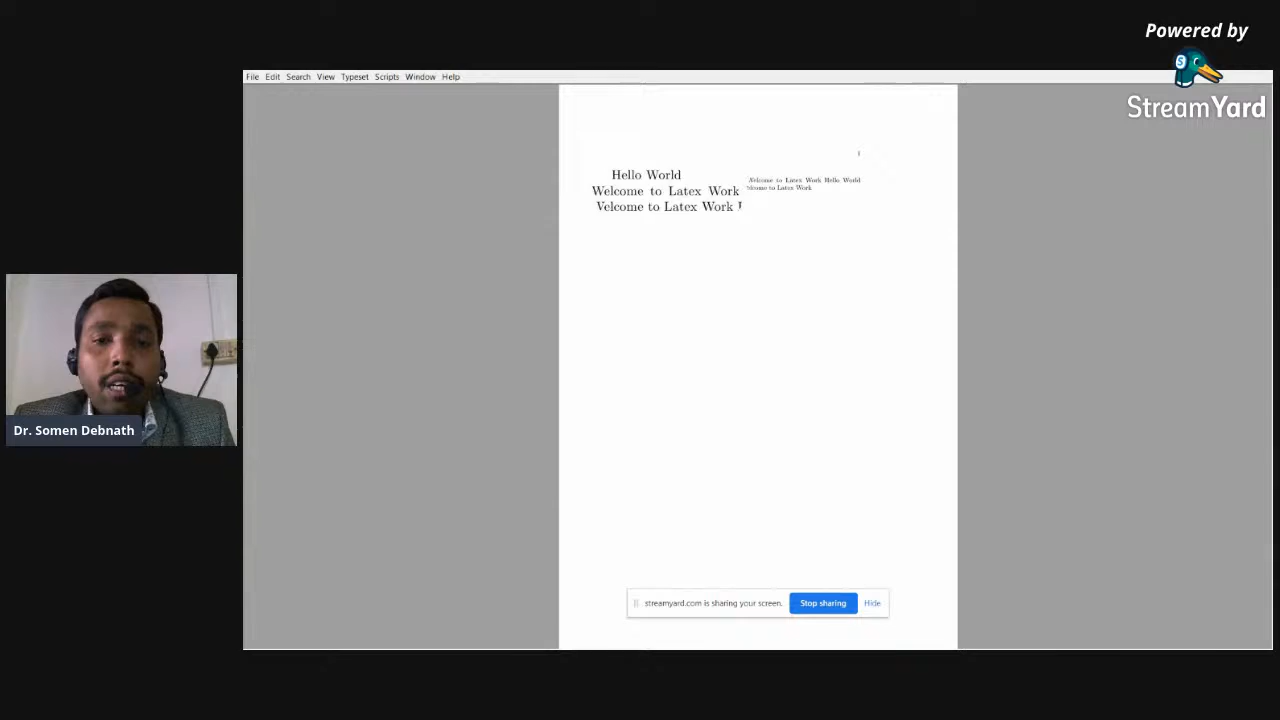 Powered by
StreamYard
File Edit Search View Typeset Scripts Window Help
1
Hello World
Welcome to Latex Work
Velcome to Latex Work
Welcome to Latex Work Hello World
lcome to Latex Work
Dr. Somen Debnath
streamyard.com is sharing your screen.
Stop sharing
Hide